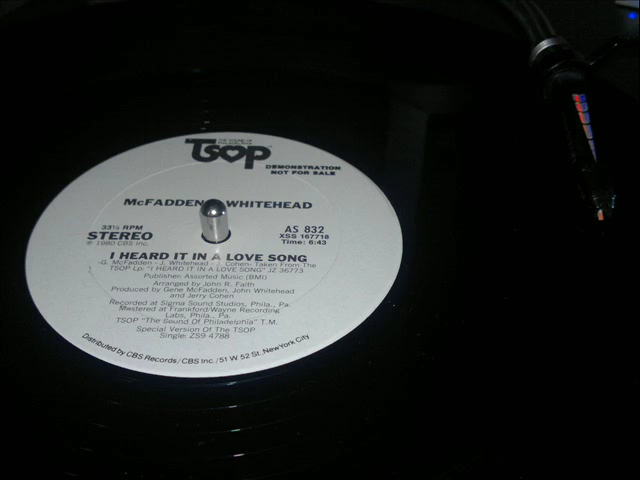 THE SOUND OF PHILADELPHIA
TSOP
DEMONSTRATION
NOT FOR SALE
McFADDEN WHITEHEAD
33⅓ RPM
STEREO
℗ 1980 CBS Inc.
AS 832
XSS 167718
Time: 6:43
I HEARD IT IN A LOVE SONG
-G. McFadden - J. Whitehead - J. Cohen- Taken From The
TSOP Lp: "I HEARD IT IN A LOVE SONG" JZ 36773
Publisher: Assorted Music (BMI)
Arranged by John R. Faith
Produced by Gene McFadden, John Whitehead
and Jerry Cohen
Recorded at Sigma Sound Studios, Phila., Pa.
Mastered at Frankford/Wayne Recording
Labs, Phila., Pa.
TSOP "The Sound Of Philadelphia" T.M.
Special Version Of The TSOP
Single: ZS9 4788
Distributed by CBS Records/CBS Inc./51 W 52 St., New York City